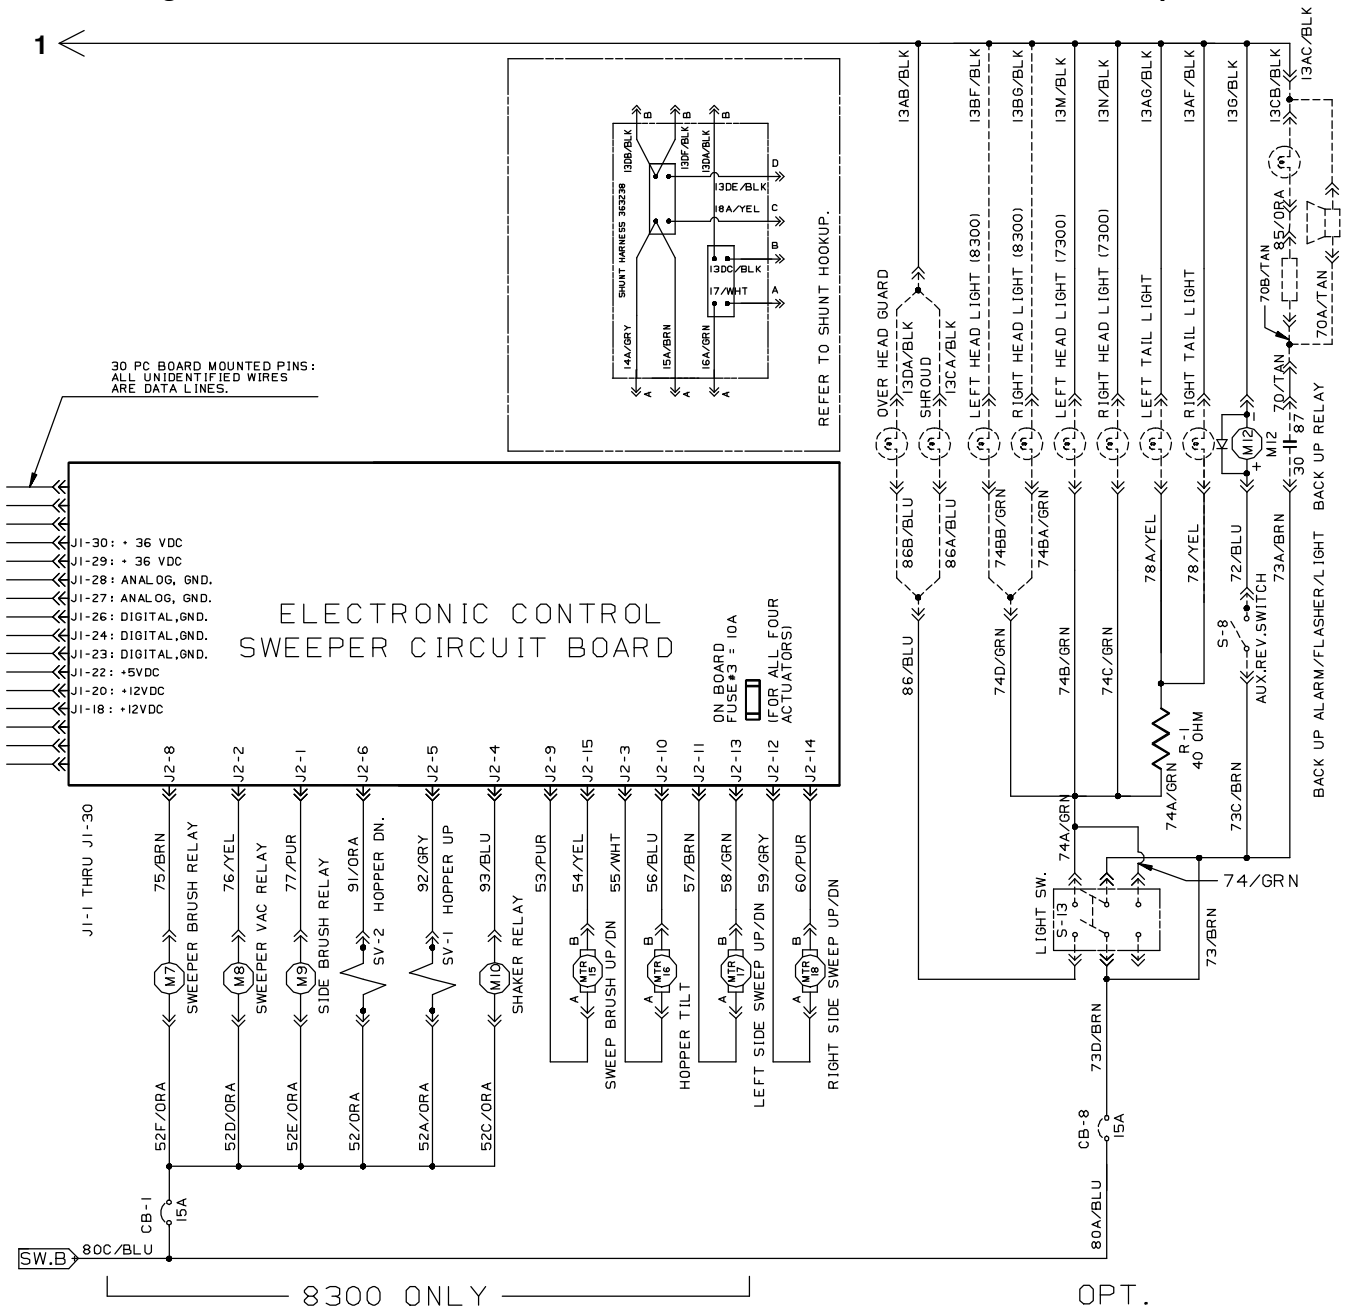 1
13AB/BLK
13BF/BLK
13BG/BLK
13M/BLK
13N/BLK
13AG/BLK
13AF/BLK
13G/BLK
13CB/BLK
13AC/BLK
B
B
B
13DB/BLK
13DF/BLK
13DA/BLK
SHUNT HARNESS 363238
D
13DE/BLK
18A/YEL
C
B
13DC/BLK
17/WHT
A
14A/GRY
15A/BRN
16A/GRN
A
A
A
REFER TO SHUNT HOOKUP.
30 PC BOARD MOUNTED PINS:
ALL UNIDENTIFIED WIRES
ARE DATA LINES.
OVER HEAD GUARD
13DA/BLK
SHROUD
13CA/BLK
LEFT HEAD LIGHT (8300)
RIGHT HEAD LIGHT (8300)
LEFT HEAD LIGHT (7300)
RIGHT HEAD LIGHT (7300)
LEFT TAIL LIGHT
RIGHT TAIL LIGHT
85/ORA
70B/TAN
70A/TAN
70/TAN
M12
M12
-
+
30
87
BACK UP ALARM/FLASHER/LIGHT BACK UP RELAY
J1-30: + 36 VDC
J1-29: + 36 VDC
J1-28: ANALOG, GND.
J1-27: ANALOG, GND.
J1-26: DIGITAL,GND.
J1-24: DIGITAL,GND.
J1-23: DIGITAL,GND.
J1-22: +5VDC
J1-20: +12VDC
J1-18: +12VDC
ELECTRONIC CONTROL
SWEEPER CIRCUIT BOARD
ON BOARD
FUSE #3 = 10A
(FOR ALL FOUR
ACTUATORS)
86B/BLU
86A/BLU
74BB/GRN
74BA/GRN
78A/YEL
78/YEL
72/BLU
73A/BRN
S-8
AUX.REV.SWITCH
86/BLU
74D/GRN
74B/GRN
74C/GRN
R-1
40 OHM
74A/GRN
73C/BRN
J2-8
J2-2
J2-1
J2-6
J2-5
J2-4
J2-9
J2-15
J2-3
J2-10
J2-11
J2-13
J2-12
J2-14
J1-1 THRU J1-30
75/BRN
SWEEPER BRUSH RELAY
76/YEL
SWEEPER VAC RELAY
77/PUR
SIDE BRUSH RELAY
91/ORA
SV-2 HOPPER DN.
92/GRY
SV-1 HOPPER UP
93/BLU
SHAKER RELAY
53/PUR
54/YEL
55/WHT
56/BLU
57/BRN
58/GRN
59/GRY
60/PUR
74A/GRN
74/GRN
LIGHT SW.
S-13
73/BRN
M7
M8
M9
M10
B
MTR
15
A
SWEEP BRUSH UP/DN
B
MTR
16
A
HOPPER TILT
B
MTR
17
A
LEFT SIDE SWEEP UP/DN
B
MTR
18
A
RIGHT SIDE SWEEP UP/DN
73D/BRN
52F/ORA
52D/ORA
52E/ORA
52/ORA
52A/ORA
52C/ORA
CB-8
15A
CB-1
15A
80A/BLU
SW.B
80C/BLU
8300 ONLY
OPT.